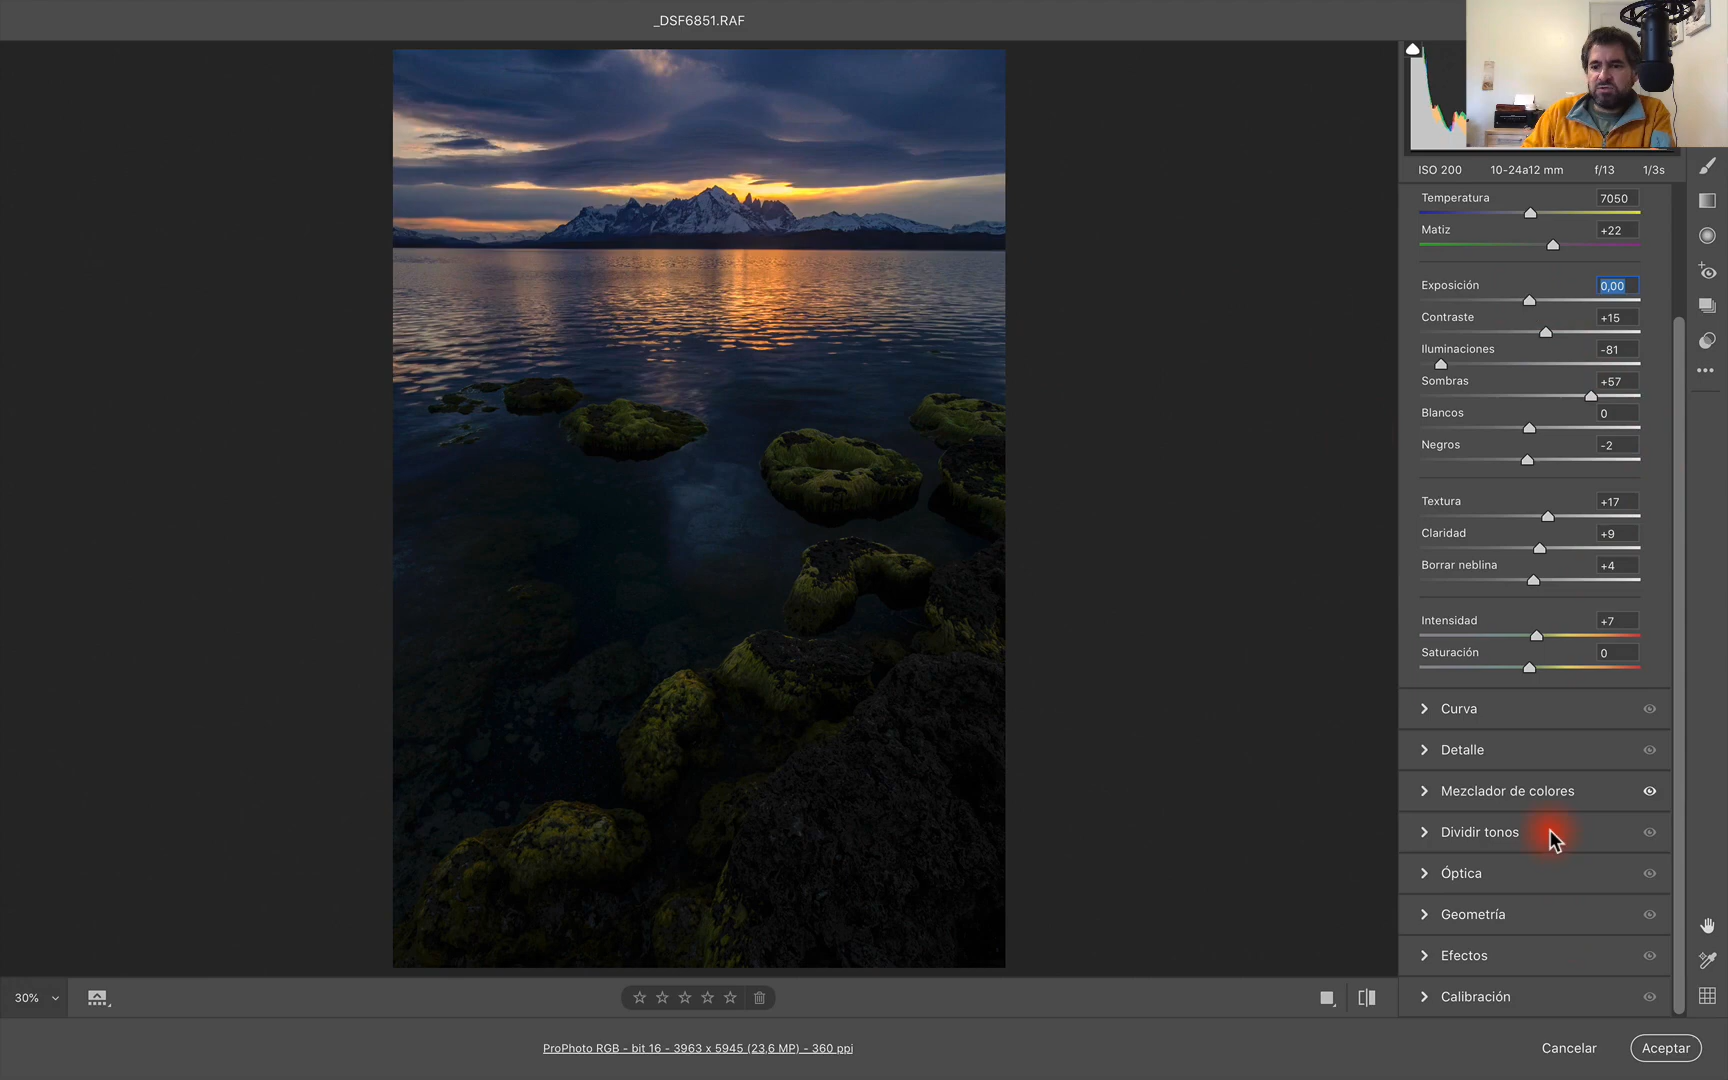 _DSF6851.RAF
ISO 200 10-24a12 mm f/13 1/3s
Temperatura 7050
Matiz +22
Exposición 0,00
Contraste +15
Iluminaciones -81
Sombras +57
Blancos 0
Negros -2
Textura +17
Claridad +9
Borrar neblina +4
Intensidad +7
Saturación 0
Curva
Detalle
Mezclador de colores
Dividir tonos
Óptica
Geometría
Efectos
Calibración
30%
ProPhoto RGB - bit 16 - 3963 x 5945 (23,6 MP) - 360 ppi
Cancelar Aceptar